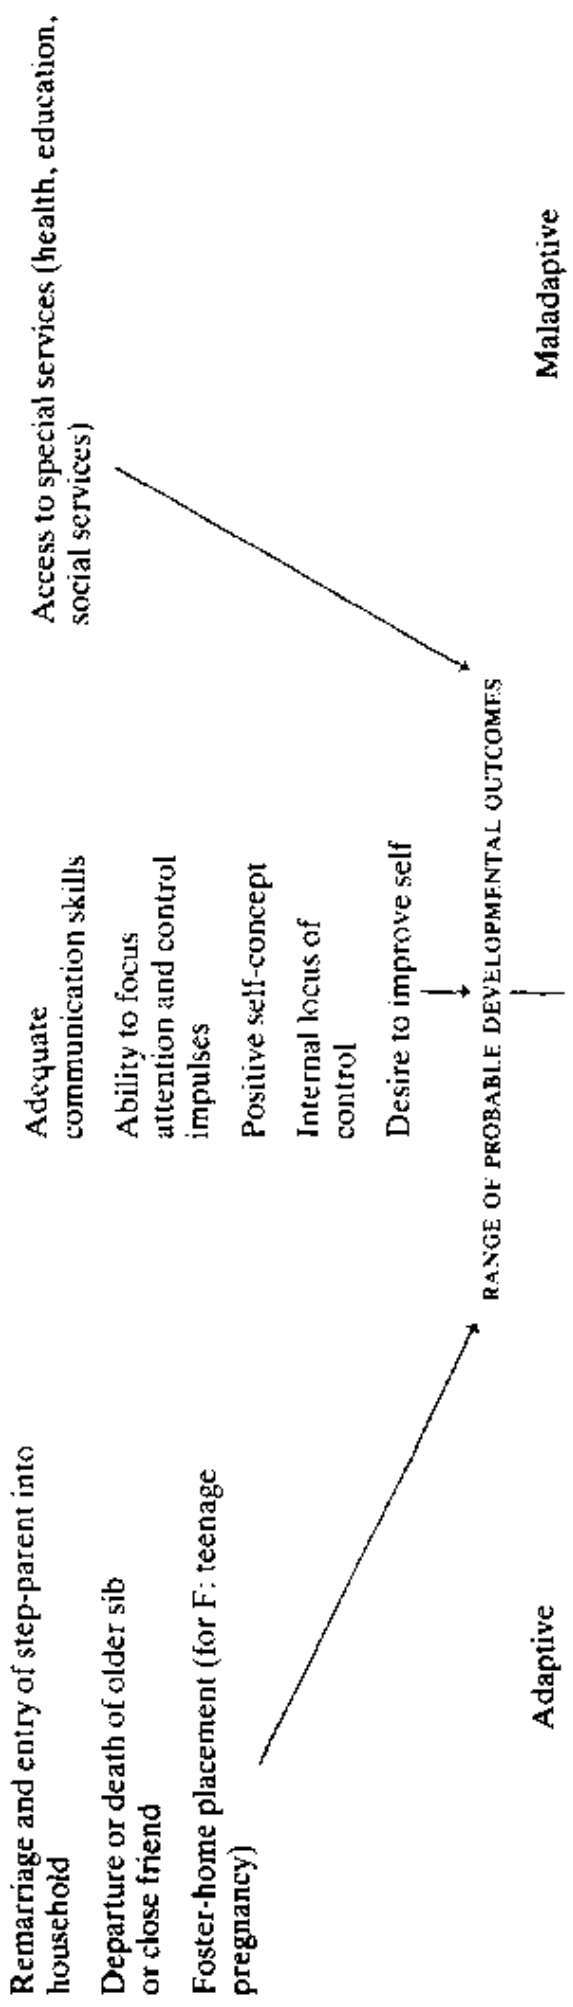 Remarriage and entry of step-parent into
household
Departure or death of older sib
or close friend
Foster-home placement (for F: teenage
pregnancy)
Adequate
communication skills
Ability to focus
attention and control
impulses
Positive self-concept
Internal locus of
control
Desire to improve self
Access to special services (health, education,
social services)
RANGE OF PROBABLE DEVELOPMENTAL OUTCOMES
Adaptive
Maladaptive